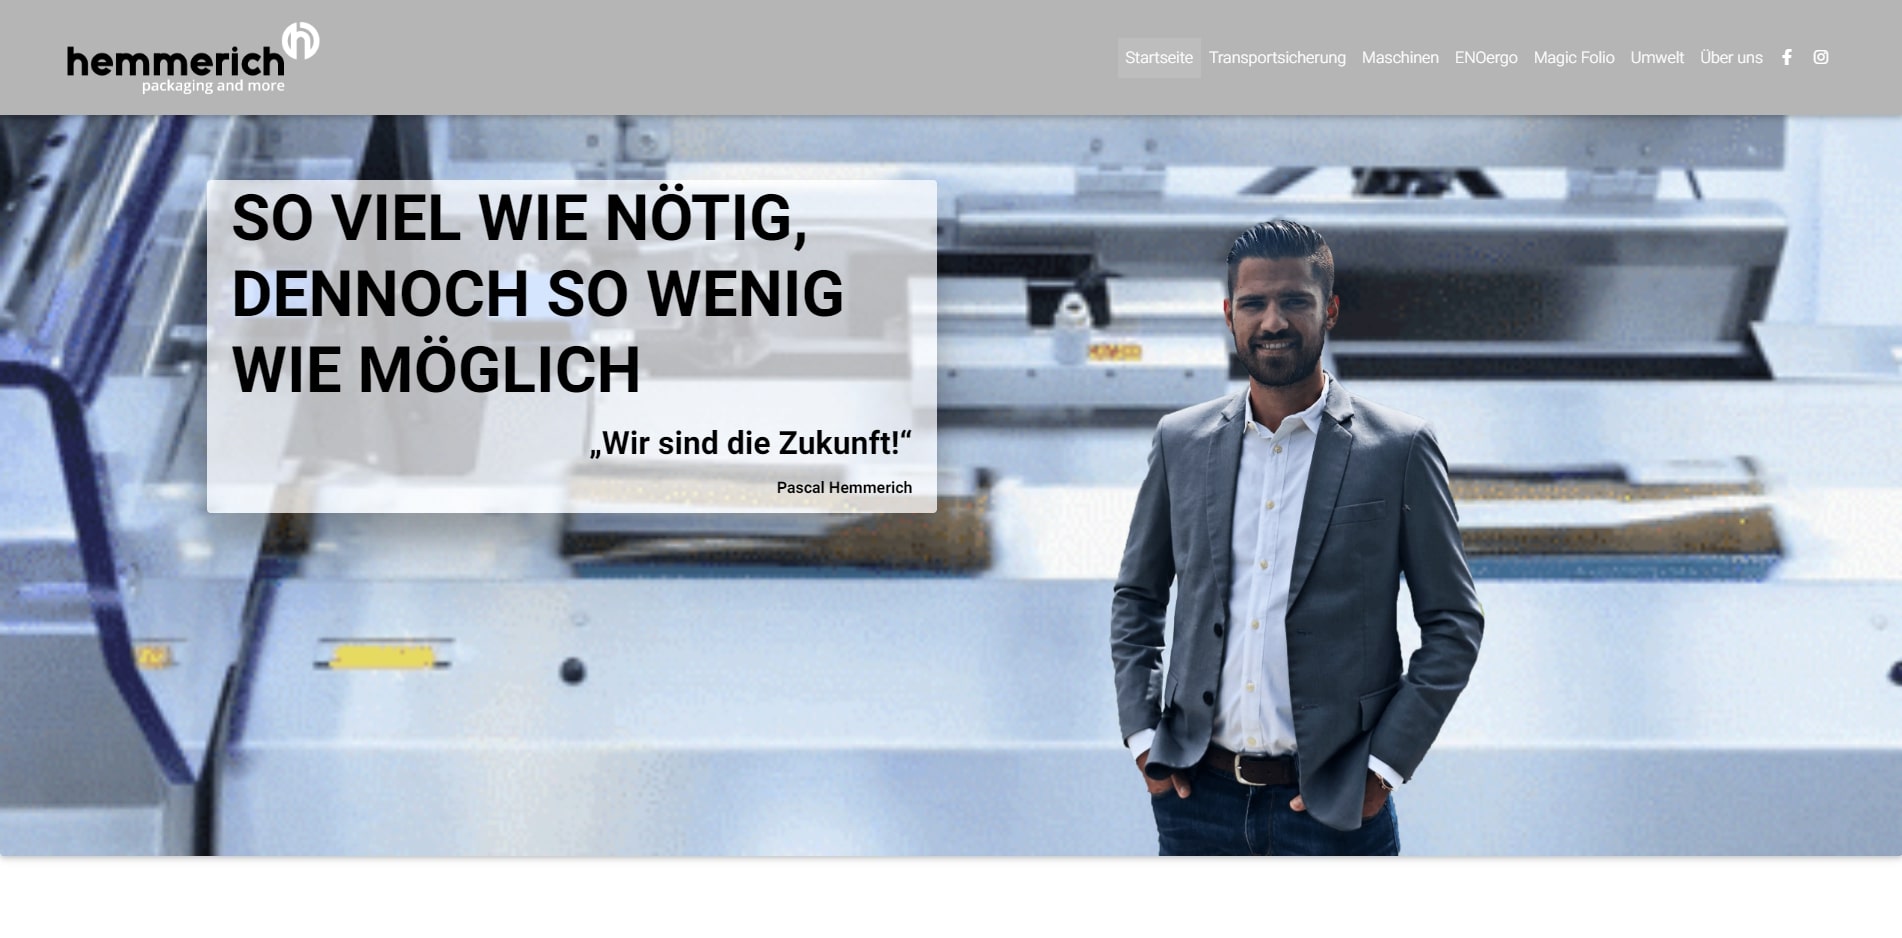 hemmerich
packaging and more
Startseite Transportsicherung Maschinen ENOergo Magic Folio Umwelt Über uns
SO VIEL WIE NÖTIG,
DENNOCH SO WENIG
WIE MÖGLICH
„Wir sind die Zukunft!“
Pascal Hemmerich